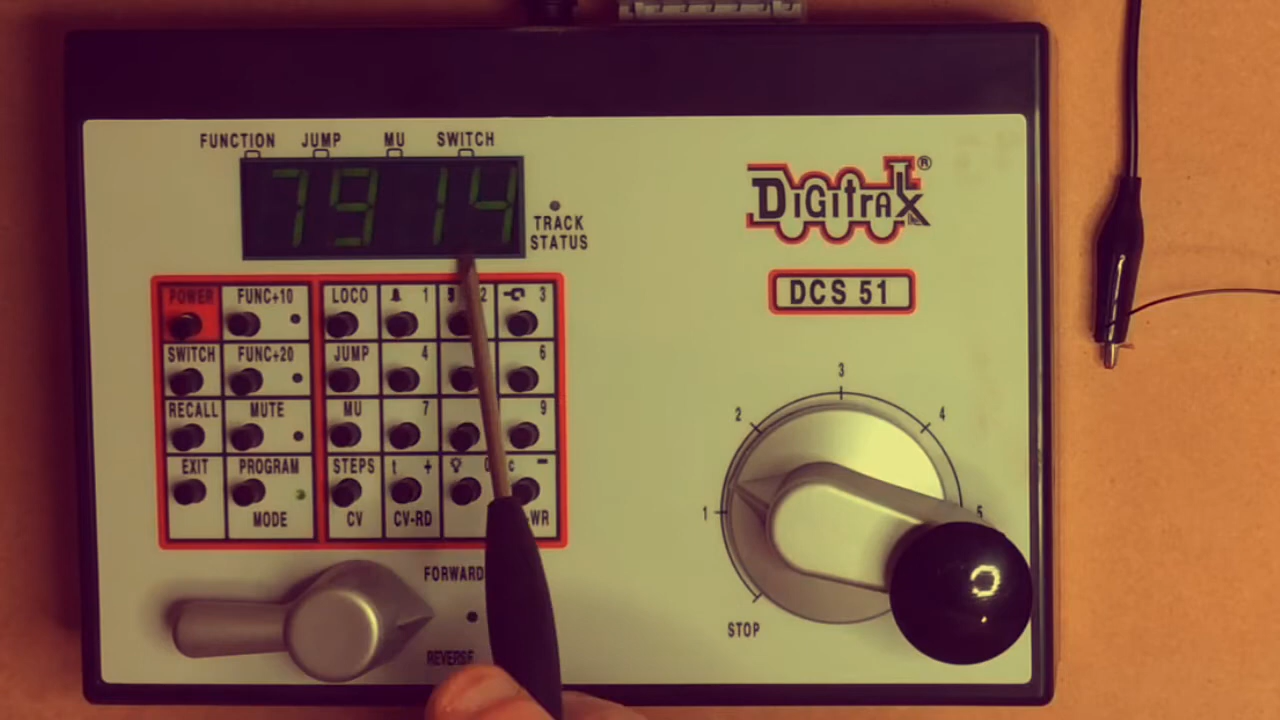 FUNCTION JUMP MU SWITCH
7914
TRACK
STATUS
DIGITRAX ®
DCS 51
POWER FUNC+10 LOCO 1 2 3
SWITCH FUNC+20 JUMP 4 6
RECALL MUTE MU 7 9
EXIT PROGRAM STEPS t + c -
MODE CV CV-RD WR
FORWARD
REVERSE
1 2 3 4 5
STOP